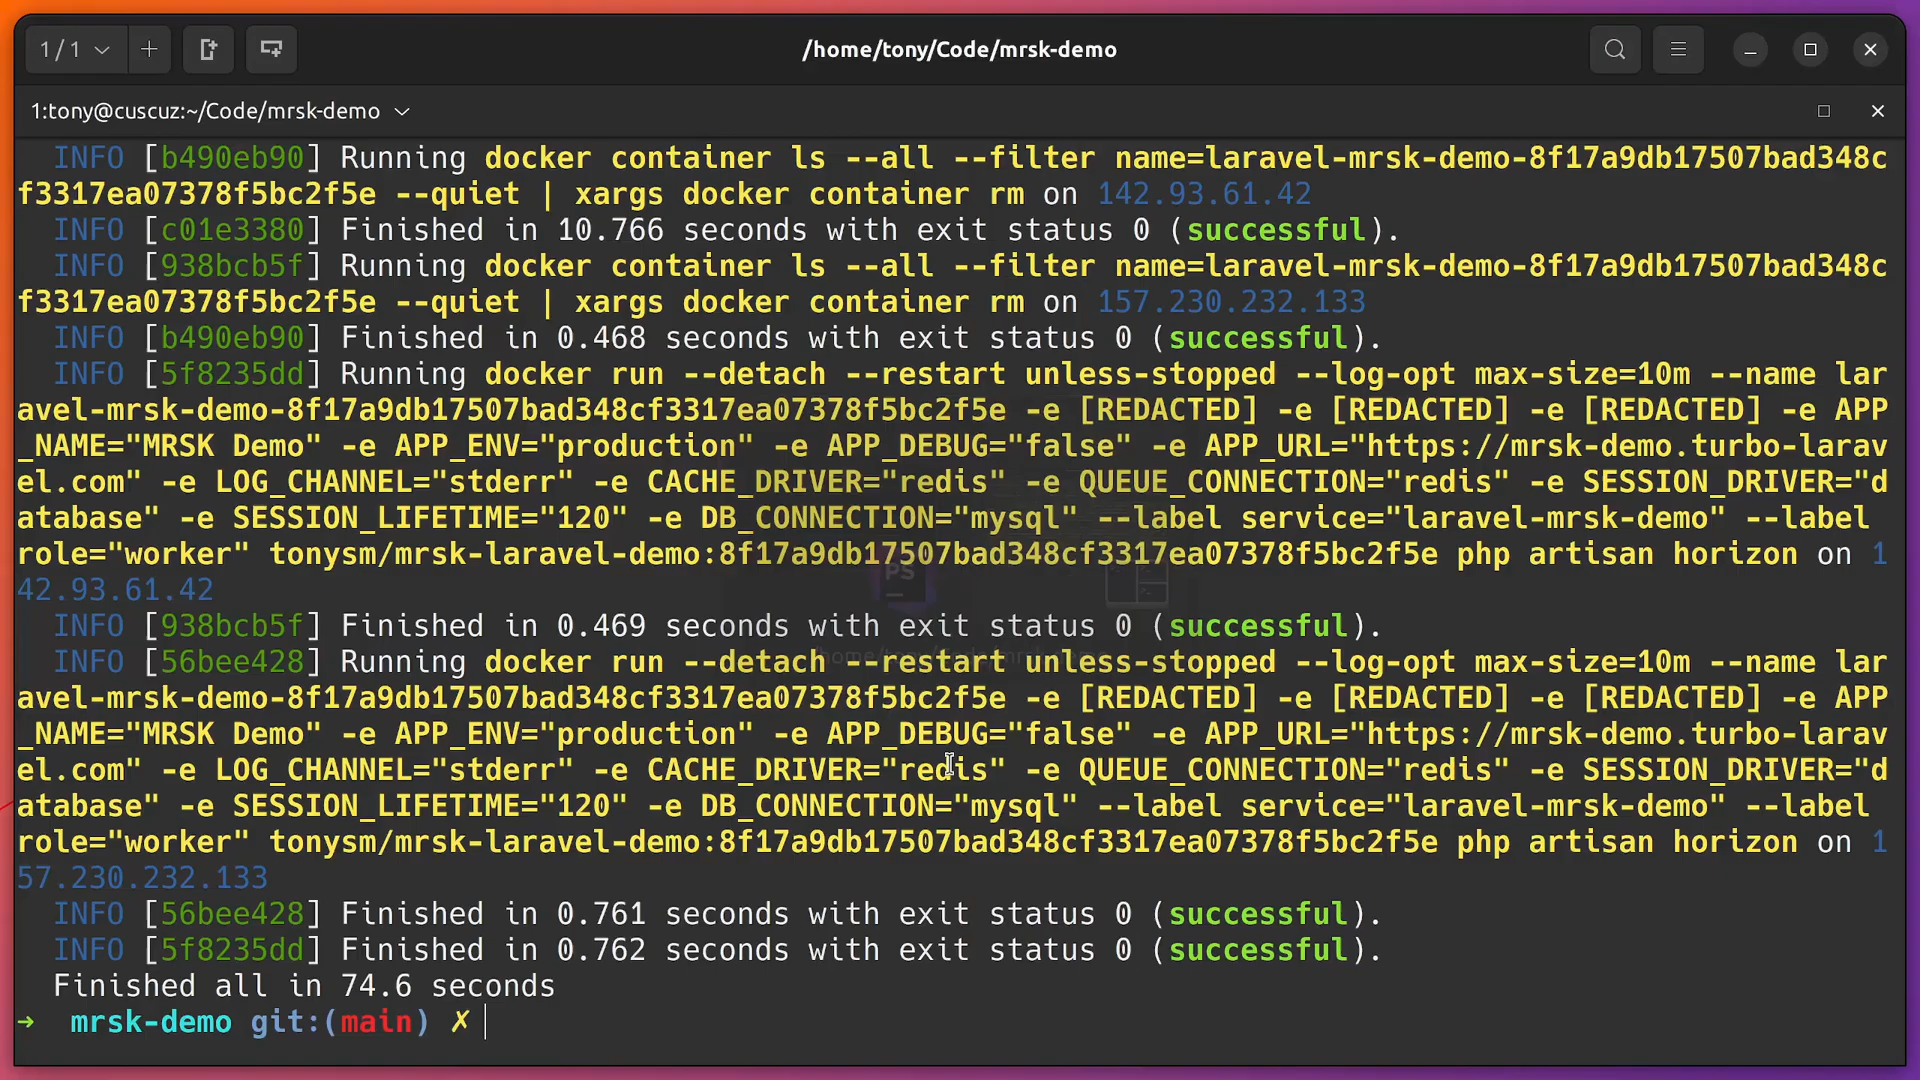 1 / 1
/home/tony/Code/mrsk-demo
1:tony@cuscuz:~/Code/mrsk-demo
INFO [b490eb90] Running docker container ls --all --filter name=laravel-mrsk-demo-8f17a9db17507bad348c
f3317ea07378f5bc2f5e --quiet | xargs docker container rm on 142.93.61.42
INFO [c01e3380] Finished in 10.766 seconds with exit status 0 (successful).
INFO [938bcb5f] Running docker container ls --all --filter name=laravel-mrsk-demo-8f17a9db17507bad348c
f3317ea07378f5bc2f5e --quiet | xargs docker container rm on 157.230.232.133
INFO [b490eb90] Finished in 0.468 seconds with exit status 0 (successful).
INFO [5f8235dd] Running docker run --detach --restart unless-stopped --log-opt max-size=10m --name lar
avel-mrsk-demo-8f17a9db17507bad348cf3317ea07378f5bc2f5e -e [REDACTED] -e [REDACTED] -e [REDACTED] -e APP
_NAME="MRSK Demo" -e APP_ENV="production" -e APP_DEBUG="false" -e APP_URL="https://mrsk-demo.turbo-larav
el.com" -e LOG_CHANNEL="stderr" -e CACHE_DRIVER="redis" -e QUEUE_CONNECTION="redis" -e SESSION_DRIVER="d
atabase" -e SESSION_LIFETIME="120" -e DB_CONNECTION="mysql" --label service="laravel-mrsk-demo" --label
role="worker" tonysm/mrsk-laravel-demo:8f17a9db17507bad348cf3317ea07378f5bc2f5e php artisan horizon on 1
42.93.61.42
PS
INFO [938bcb5f] Finished in 0.469 seconds with exit status 0 (successful).
/home/tony/Code/mrsk-demo
INFO [56bee428] Running docker run --detach --restart unless-stopped --log-opt max-size=10m --name lar
avel-mrsk-demo-8f17a9db17507bad348cf3317ea07378f5bc2f5e -e [REDACTED] -e [REDACTED] -e [REDACTED] -e APP
_NAME="MRSK Demo" -e APP_ENV="production" -e APP_DEBUG="false" -e APP_URL="https://mrsk-demo.turbo-larav
el.com" -e LOG_CHANNEL="stderr" -e CACHE_DRIVER="redis" -e QUEUE_CONNECTION="redis" -e SESSION_DRIVER="d
atabase" -e SESSION_LIFETIME="120" -e DB_CONNECTION="mysql" --label service="laravel-mrsk-demo" --label
role="worker" tonysm/mrsk-laravel-demo:8f17a9db17507bad348cf3317ea07378f5bc2f5e php artisan horizon on 1
57.230.232.133
INFO [56bee428] Finished in 0.761 seconds with exit status 0 (successful).
INFO [5f8235dd] Finished in 0.762 seconds with exit status 0 (successful).
Finished all in 74.6 seconds
→ mrsk-demo git:(main) ✗